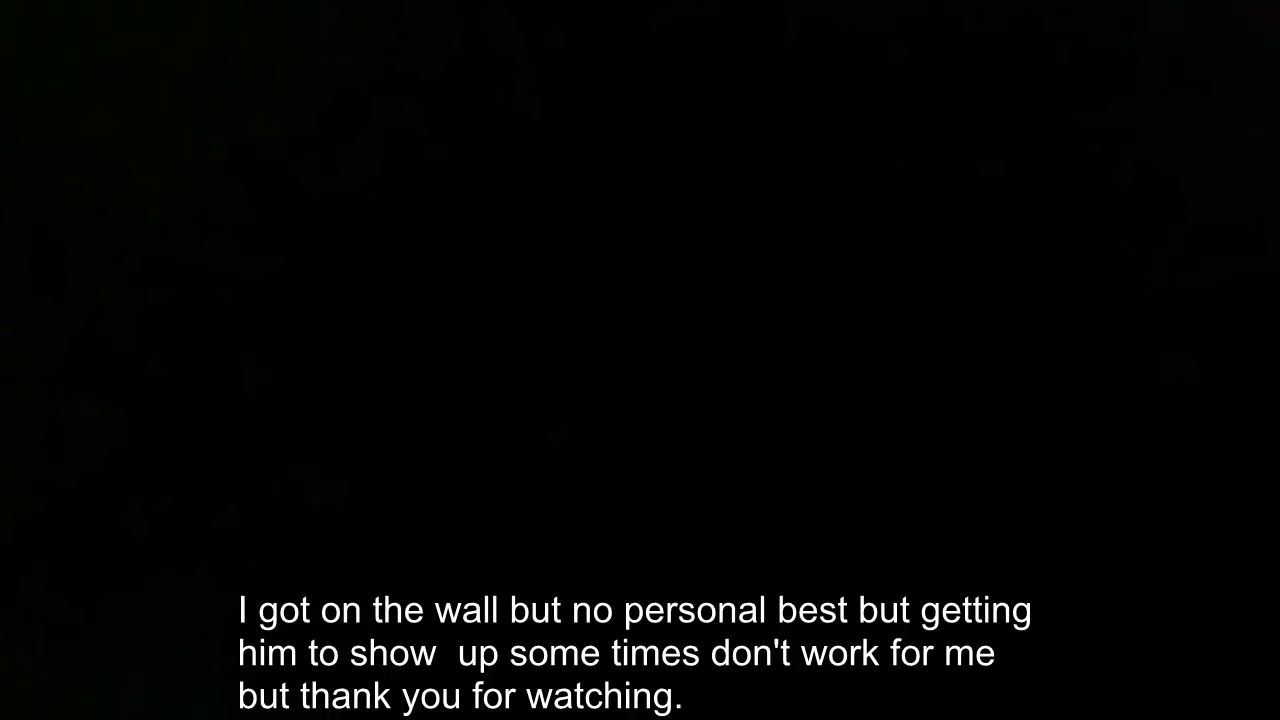 I got on the wall but no personal best but getting
him to show  up some times don't work for me
but thank you for watching.